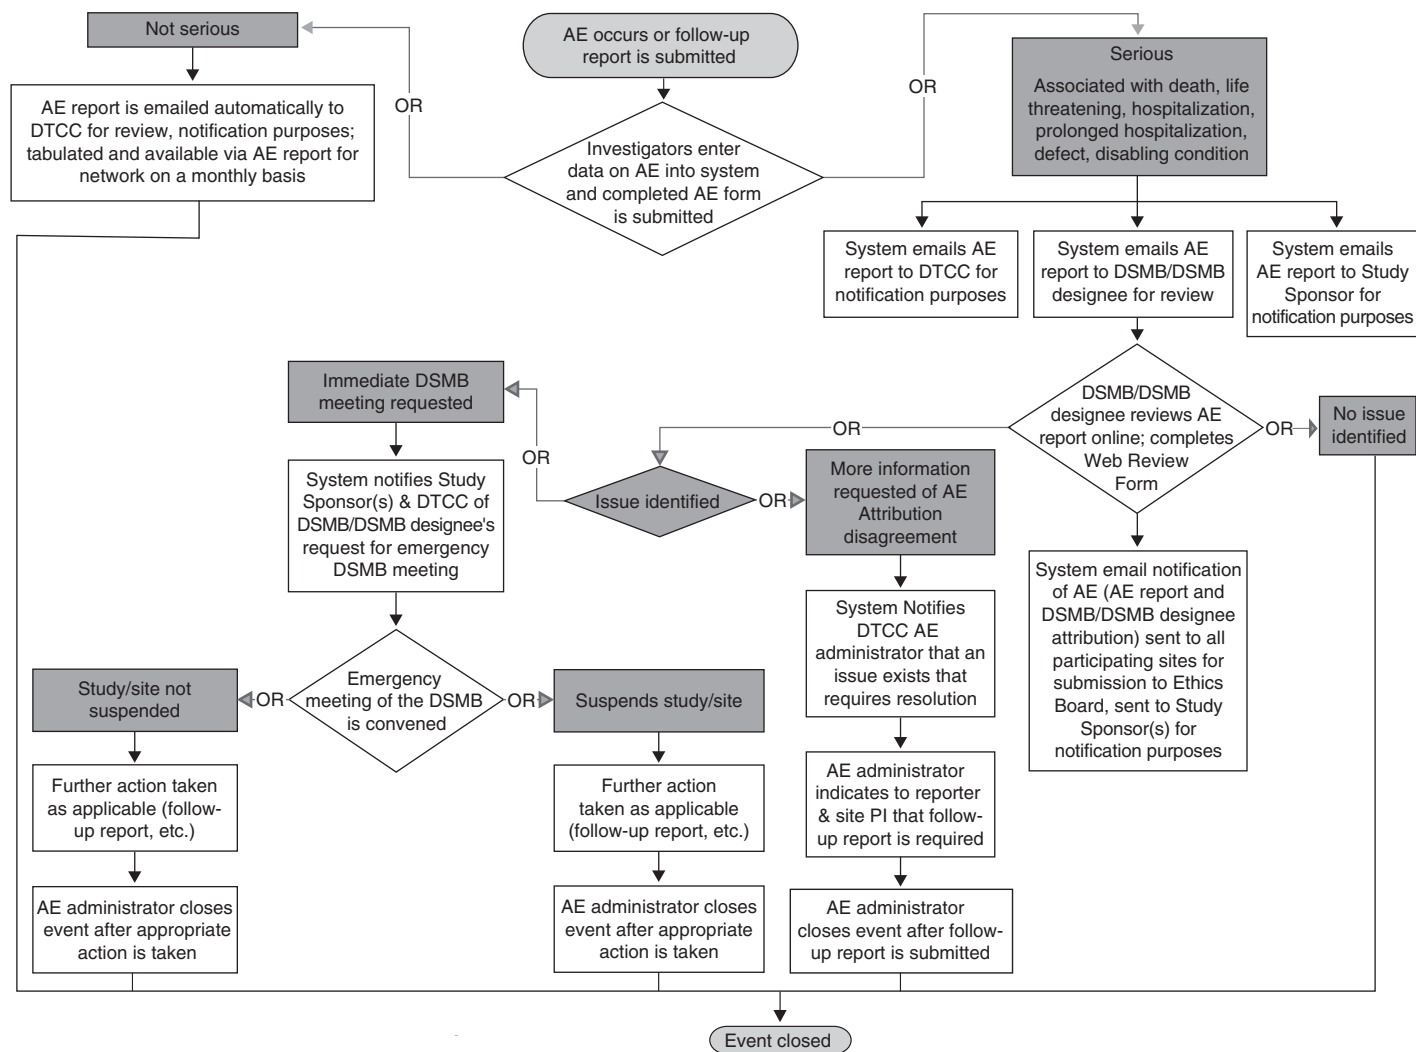 Not serious
AE report is emailed automatically to
DTCC for review, notification purposes;
tabulated and available via AE report for
network on a monthly basis
OR
AE occurs or follow-up
report is submitted
Investigators enter
data on AE into system
and completed AE form
is submitted
OR
Serious
Associated with death, life
threatening, hospitalization,
prolonged hospitalization,
defect, disabling condition
System emails AE
report to DTCC for
notification purposes
System emails AE
report to DSMB/DSMB
designee for review
System emails
AE report to Study
Sponsor for
notification purposes
DSMB/DSMB
designee reviews AE
report online; completes
Web Review
Form
OR
No issue
identified
OR
Issue identified
OR
Immediate DSMB
meeting requested
System notifies Study
Sponsor(s) & DTCC of
DSMB/DSMB designee's
request for emergency
DSMB meeting
OR
More information
requested of AE
Attribution
disagreement
System Notifies
DTCC AE
administrator that an
issue exists that
requires resolution
AE administrator
indicates to reporter
& site PI that follow-
up report is required
AE administrator
closes event after follow-
up report is submitted
System email notification
of AE (AE report and
DSMB/DSMB designee
attribution) sent to all
participating sites for
submission to Ethics
Board, sent to Study
Sponsor(s) for
notification purposes
Emergency
meeting of the DSMB
is convened
OR
Study/site not
suspended
Further action taken
as applicable (follow-
up report, etc.)
AE administrator closes
event after appropriate
action is taken
OR
Suspends study/site
Further action
taken as applicable
(follow-up report, etc.)
AE administrator closes
event after appropriate
action is taken
Event closed